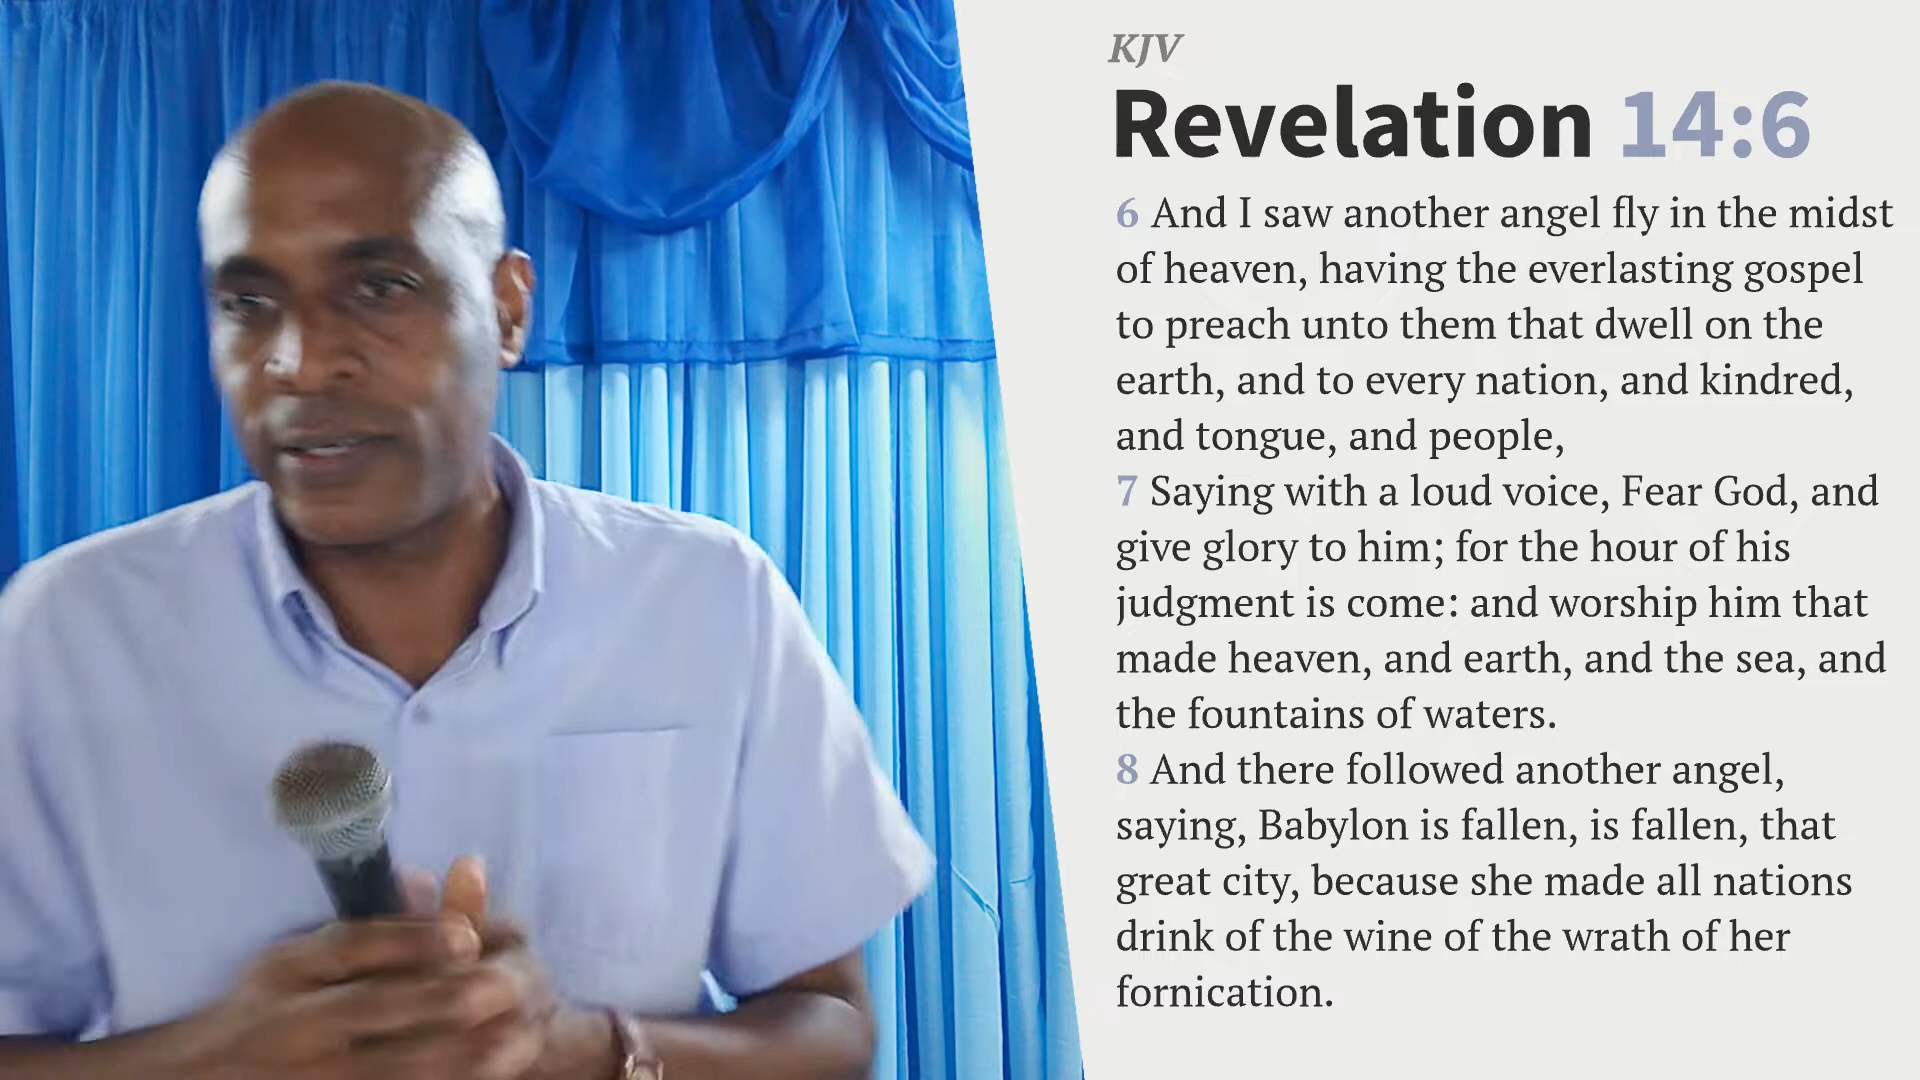 KJV
Revelation 14:6
6 And I saw another angel fly in the midst
of heaven, having the everlasting gospel
to preach unto them that dwell on the
earth, and to every nation, and kindred,
and tongue, and people,
7 Saying with a loud voice, Fear God, and
give glory to him; for the hour of his
judgment is come: and worship him that
made heaven, and earth, and the sea, and
the fountains of waters.
8 And there followed another angel,
saying, Babylon is fallen, is fallen, that
great city, because she made all nations
drink of the wine of the wrath of her
fornication.